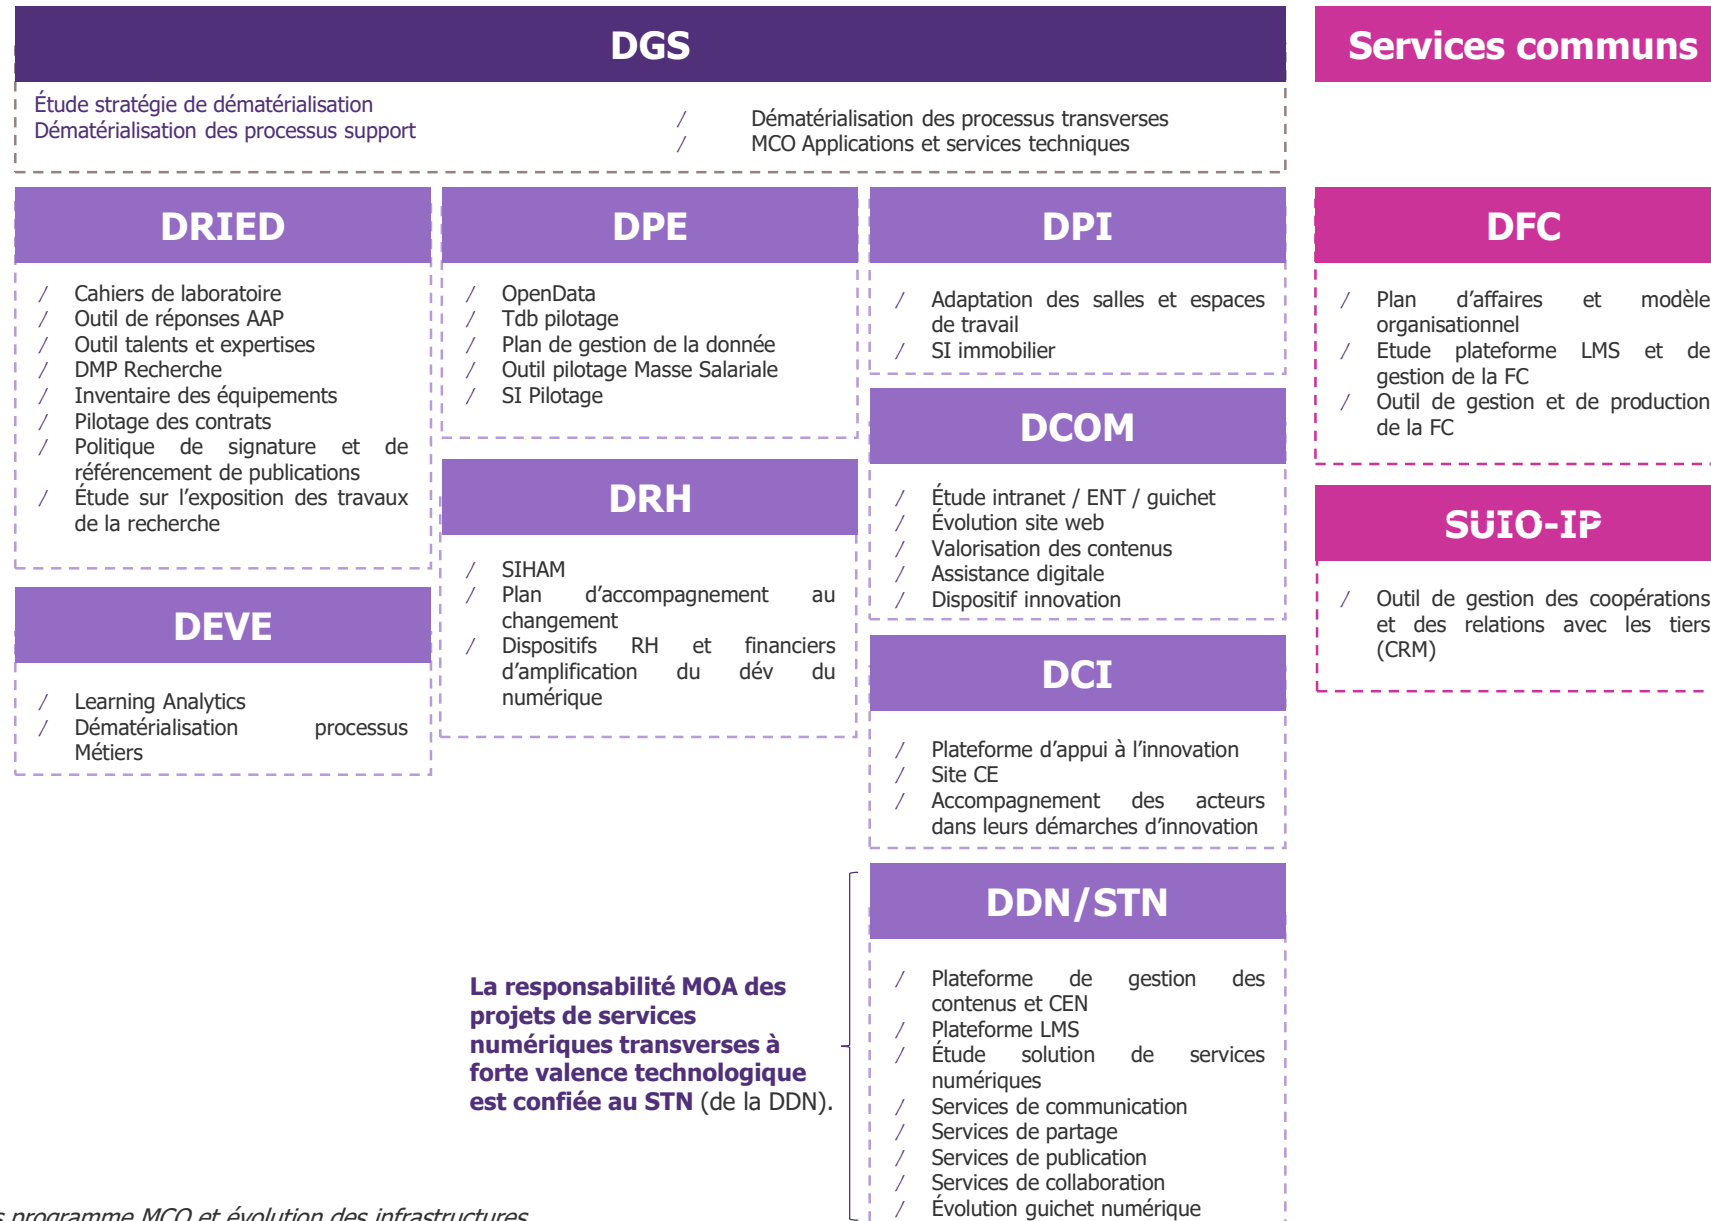 DGS
Étude stratégie de dématérialisation
Dématérialisation des processus support
/ Dématérialisation des processus transverses
/ MCO Applications et services techniques
Services communs
DRIED
/ Cahiers de laboratoire
/ Outil de réponses AAP
/ Outil talents et expertises
/ DMP Recherche
/ Inventaire des équipements
/ Pilotage des contrats
/ Politique de signature et de
référencement de publications
/ Étude sur l’exposition des travaux
de la recherche
DEVE
/ Learning Analytics
/ Dématérialisation processus
Métiers
DPE
/ OpenData
/ Tdb pilotage
/ Plan de gestion de la donnée
/ Outil pilotage Masse Salariale
/ SI Pilotage
DRH
/ SIHAM
/ Plan d’accompagnement au
changement
/ Dispositifs RH et financiers
d’amplification du dév du
numérique
DPI
/ Adaptation des salles et espaces
de travail
/ SI immobilier
DCOM
/ Étude intranet / ENT / guichet
/ Évolution site web
/ Valorisation des contenus
/ Assistance digitale
/ Dispositif innovation
DCI
/ Plateforme d’appui à l’innovation
/ Site CE
/ Accompagnement des acteurs
dans leurs démarches d’innovation
DDN/STN
/ Plateforme de gestion des
contenus et CEN
/ Plateforme LMS
/ Étude solution de services
numériques
/ Services de communication
/ Services de partage
/ Services de publication
/ Services de collaboration
/ Évolution guichet numérique
La responsabilité MOA des
projets de services
numériques transverses à
forte valence technologique
est confiée au STN (de la DDN).
DFC
/ Plan d’affaires et modèle
organisationnel
/ Etude plateforme LMS et de
gestion de la FC
/ Outil de gestion et de production
de la FC
SUIO-IP
/ Outil de gestion des coopérations
et des relations avec les tiers
(CRM)
programme MCO et évolution des infrastructures